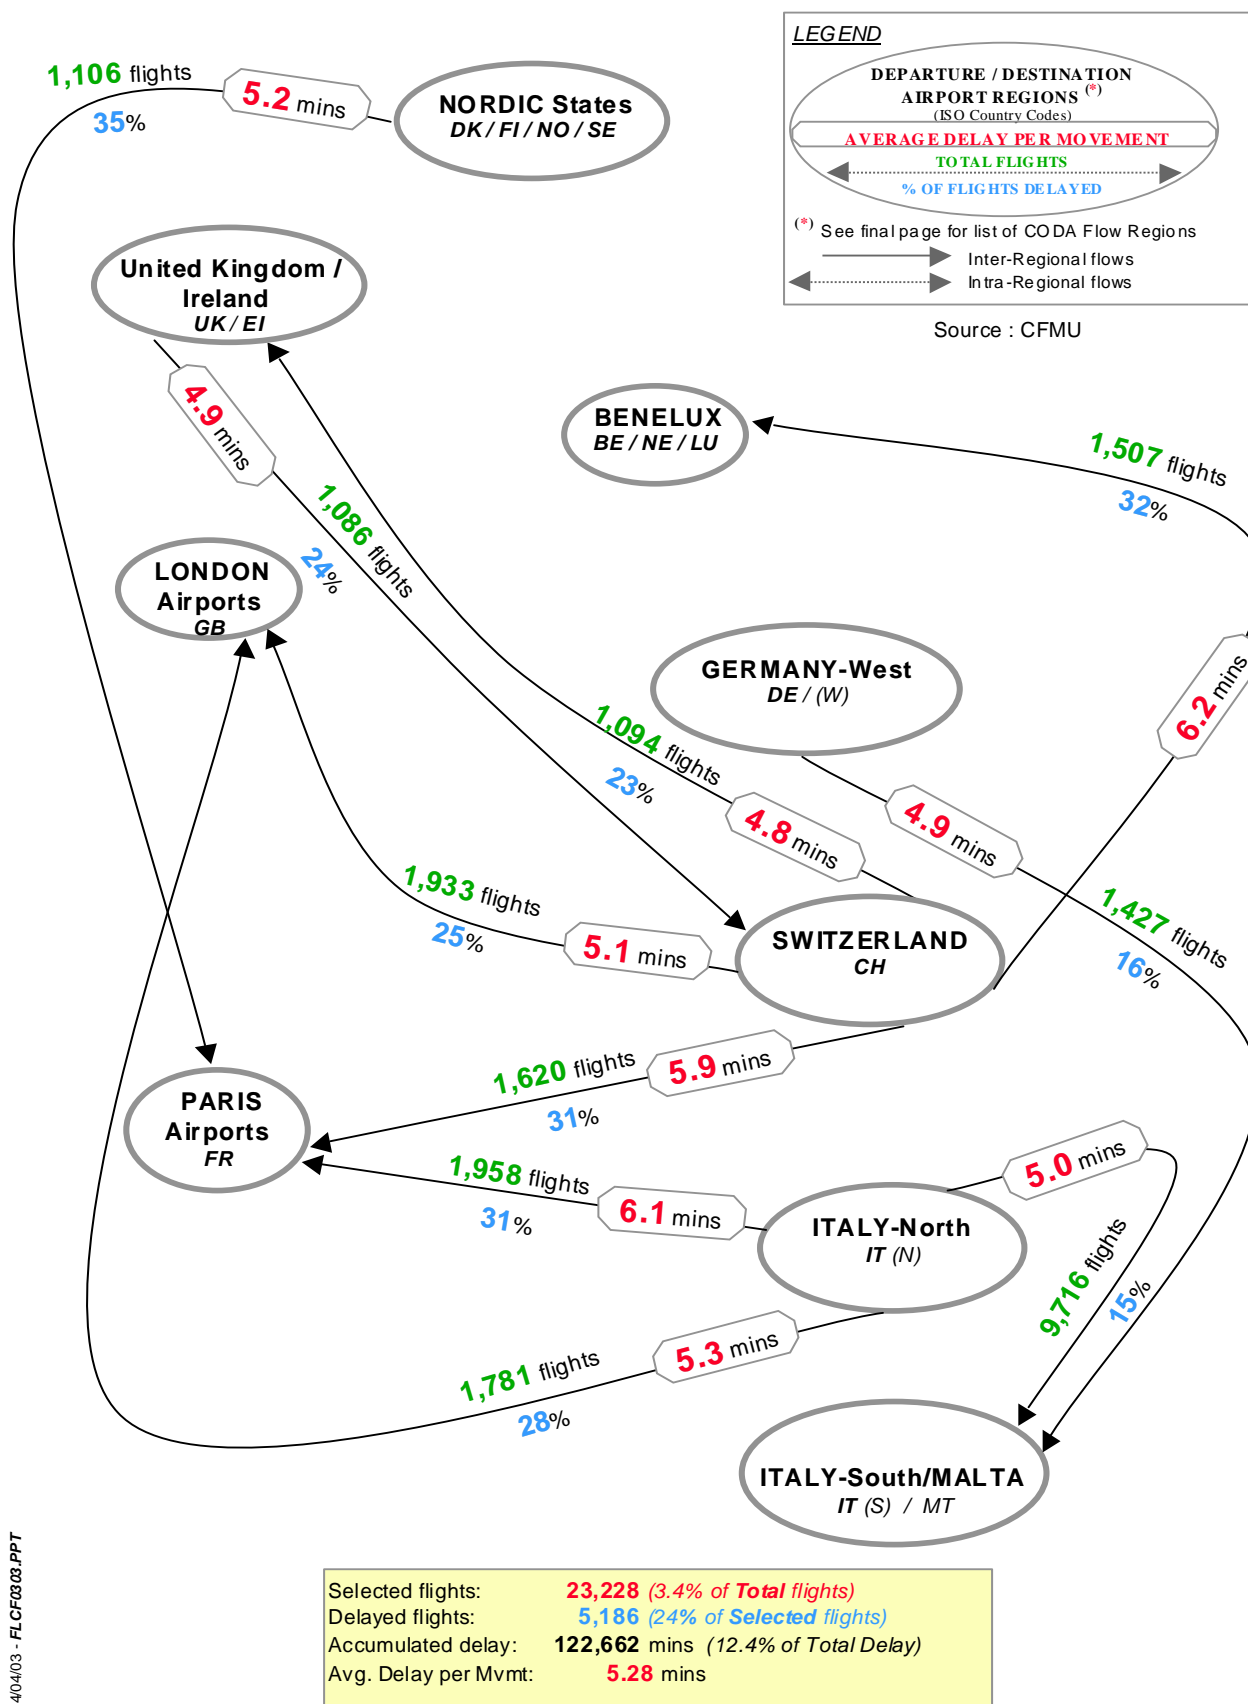 LEGEND
DEPARTURE / DESTINATION
AIRPORT REGIONS (*)
(ISO Country Codes)
AVERAGE DELAY PER MOVEMENT
TOTAL FLIGHTS
% OF FLIGHTS DELAYED
(*) See final page for list of CODA Flow Regions
Inter-Regional flows
Intra-Regional flows
Source : CFMU
1,106 flights
35%
5.2 mins
NORDIC States
DK / FI / NO / SE
United Kingdom /
Ireland
UK / EI
4.9 mins
1,086 flights
24%
BENELUX
BE / NE / LU
1,507 flights
32%
LONDON
Airports
GB
GERMANY-West
DE / (W)
6.2 mins
1,094 flights
23%
4.8 mins
4.9 mins
1,933 flights
25%
5.1 mins
SWITZERLAND
CH
1,427 flights
16%
1,620 flights
31%
5.9 mins
PARIS
Airports
FR
1,958 flights
31%
6.1 mins
5.0 mins
ITALY-North
IT (N)
9,716 flights
15%
5.3 mins
1,781 flights
28%
ITALY-South/MALTA
IT (S) / MT
Selected flights: 23,228 (3.4% of Total flights)
Delayed flights: 5,186 (24% of Selected flights)
Accumulated delay: 122,662 mins (12.4% of Total Delay)
Avg. Delay per Mvmt: 5.28 mins
4/04/03 - FLCF0303.PPT